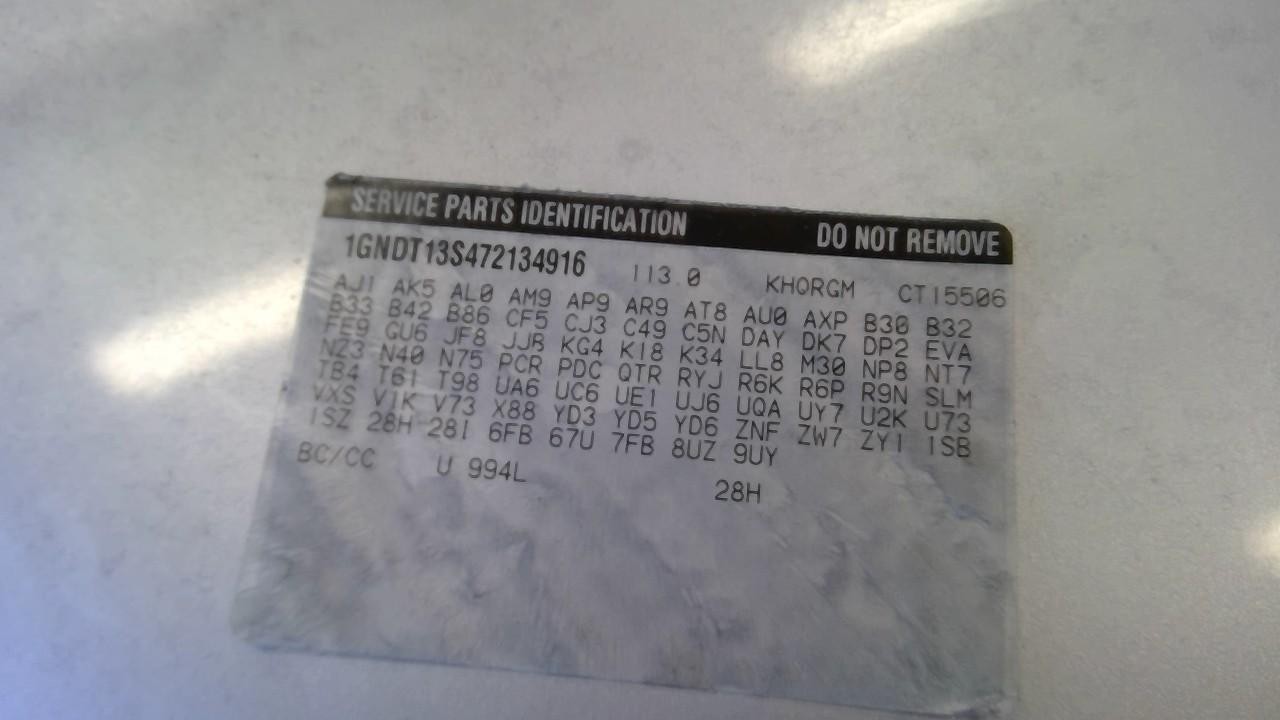 SERVICE PARTS IDENTIFICATION DO NOT REMOVE
1GNDT13S472134916 113.0 KHORGM CT15506
AJ1 AK5 AL0 AM9 AP9 AR9 AT8 AU0 AXP B30 B32
B33 B42 B86 CF5 CJ3 C49 C5N DAY DK7 DP2 EVA
FE9 GU6 JF8 JJB KG4 K18 K34 LL8 M30 NP8 NT7
NZ3 N40 N75 PCR PDC QTR RYJ R6K R6P R9N SLM
TB4 T61 T98 UA6 UC6 UE1 UJ6 UQA UY7 U2K U73
VXS V1K V73 X88 YD3 YD5 YD6 ZNF ZW7 ZY1 1SB
1SZ 28H 28I 6FB 67U 7FB 8UZ 9UY
BC/CC U 994L 28H